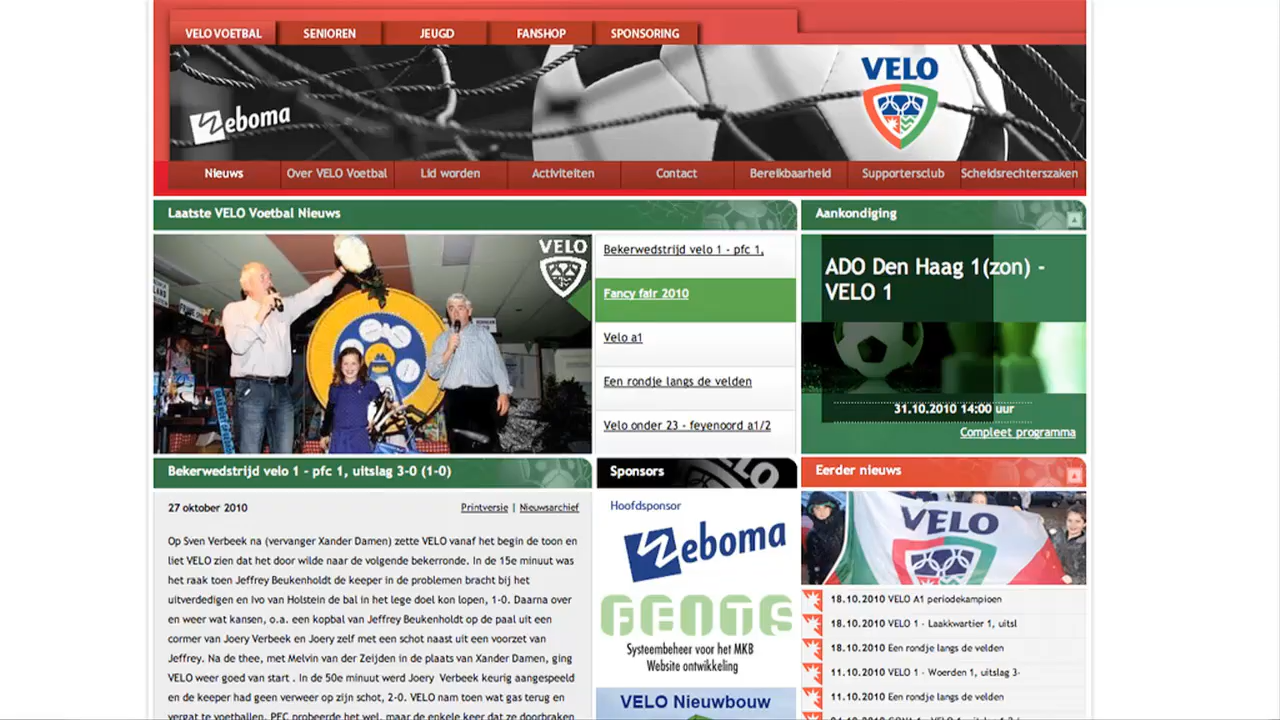 VELO VOETBAL
SENIOREN
JEUGD
FANSHOP
SPONSORING
VELO
Zeboma
Nieuws
Over VELO Voetbal
Lid worden
Activiteiten
Contact
Bereikbaarheid
Supportersclub
Scheidsrechterszaken
Laatste VELO Voetbal Nieuws
Aankondiging
VELO
Bekerwedstrijd velo 1 - pfc 1,
Fancy fair 2010
Velo a1
Een rondje langs de velden
Velo onder 23 - feyenoord a1/2
ADO Den Haag 1(zon) -
VELO 1
31.10.2010 14:00 uur
Compleet programma
Bekerwedstrijd velo 1 - pfc 1, uitslag 3-0 (1-0)
27 oktober 2010
Printversie | Nieuwsarchief
Op Sven Verbeek na (vervanger Xander Damen) zette VELO vanaf het begin de toon en
liet VELO zien dat het door wilde naar de volgende bekerronde. In de 15e minuut was
het raak toen Jeffrey Beukenholdt de keeper in de problemen bracht bij het
uitverdedigen en Ivo van Holstein de bal in het lege doel kon lopen, 1-0. Daarna over
en weer wat kansen, o.a. een kopbal van Jeffrey Beukenholdt op de paal uit een
corner van Joery Verbeek en Joery zelf met een schot naast uit een voorzet van
Jeffrey. Na de thee, met Melvin van der Zeijden in de plaats van Xander Damen, ging
VELO weer goed van start . In de 50e minuut werd Joery Verbeek keurig aangespeeld
en de keeper had geen verweer op zijn schot, 2-0. VELO nam toen wat gas terug en
vergat te voetballen. PFC probeerde het wel, maar de enkele keer dat ze doorbraken
Sponsors
VELO
Hoofdsponsor
Zeboma
Systeembeheer voor het MKB
Website ontwikkeling
VELO Nieuwbouw
Eerder nieuws
VELO
18.10.2010 VELO A1 periodekampioen
18.10.2010 VELO 1 - Laakkwartier 1, uitsl
18.10.2010 Een rondje langs de velden
11.10.2010 VELO 1 - Woerden 1, uitslag 3-
11.10.2010 Een rondje langs de velden